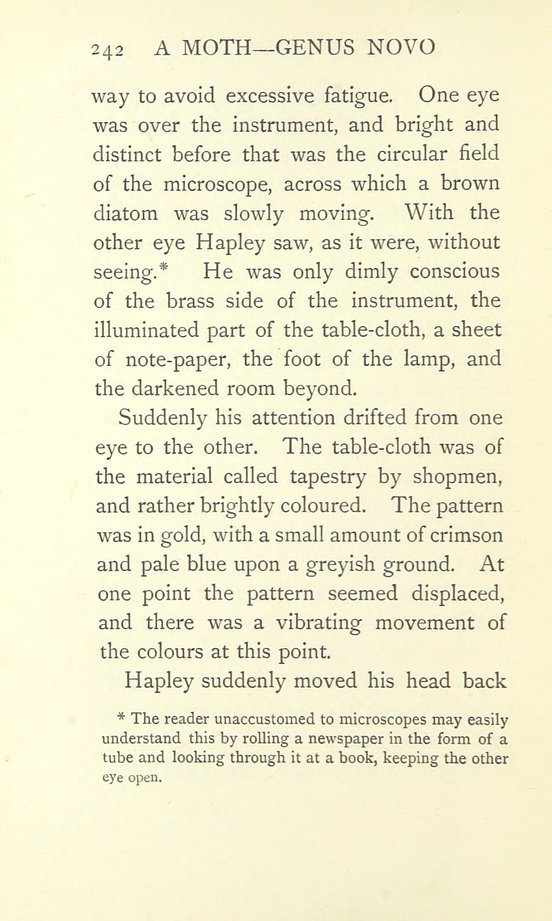 242 A MOTH—GENUS NOVO
way to avoid excessive fatigue. One eye
was over the instrument, and bright and
distinct before that was the circular field
of the microscope, across which a brown
diatom was slowly moving. With the
other eye Hapley saw, as it were, without
seeing.* He was only dimly conscious
of the brass side of the instrument, the
illuminated part of the table-cloth, a sheet
of note-paper, the foot of the lamp, and
the darkened room beyond.
Suddenly his attention drifted from one
eye to the other. The table-cloth was of
the material called tapestry by shopmen,
and rather brightly coloured. The pattern
was in gold, with a small amount of crimson
and pale blue upon a greyish ground. At
one point the pattern seemed displaced,
and there was a vibrating movement of
the colours at this point.
Hapley suddenly moved his head back
* The reader unaccustomed to microscopes may easily
understand this by rolling a newspaper in the form of a
tube and looking through it at a book, keeping the other
eye open.